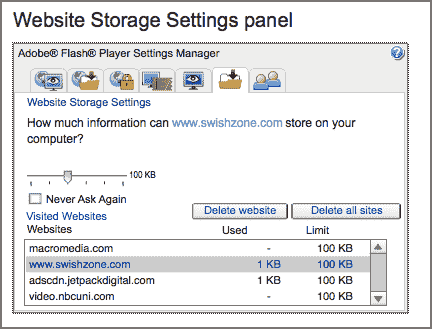 Website Storage Settings panel
Adobe® Flash® Player Settings Manager
?
Website Storage Settings
How much information can www.swishzone.com store on your
computer?
100 KB
Never Ask Again
Visited Websites
Delete website
Delete all sites
Websites Used Limit
macromedia.com - 100 KB
www.swishzone.com 1 KB 100 KB
adscdn.jetpackdigital.com 1 KB 100 KB
video.nbcuni.com - 100 KB